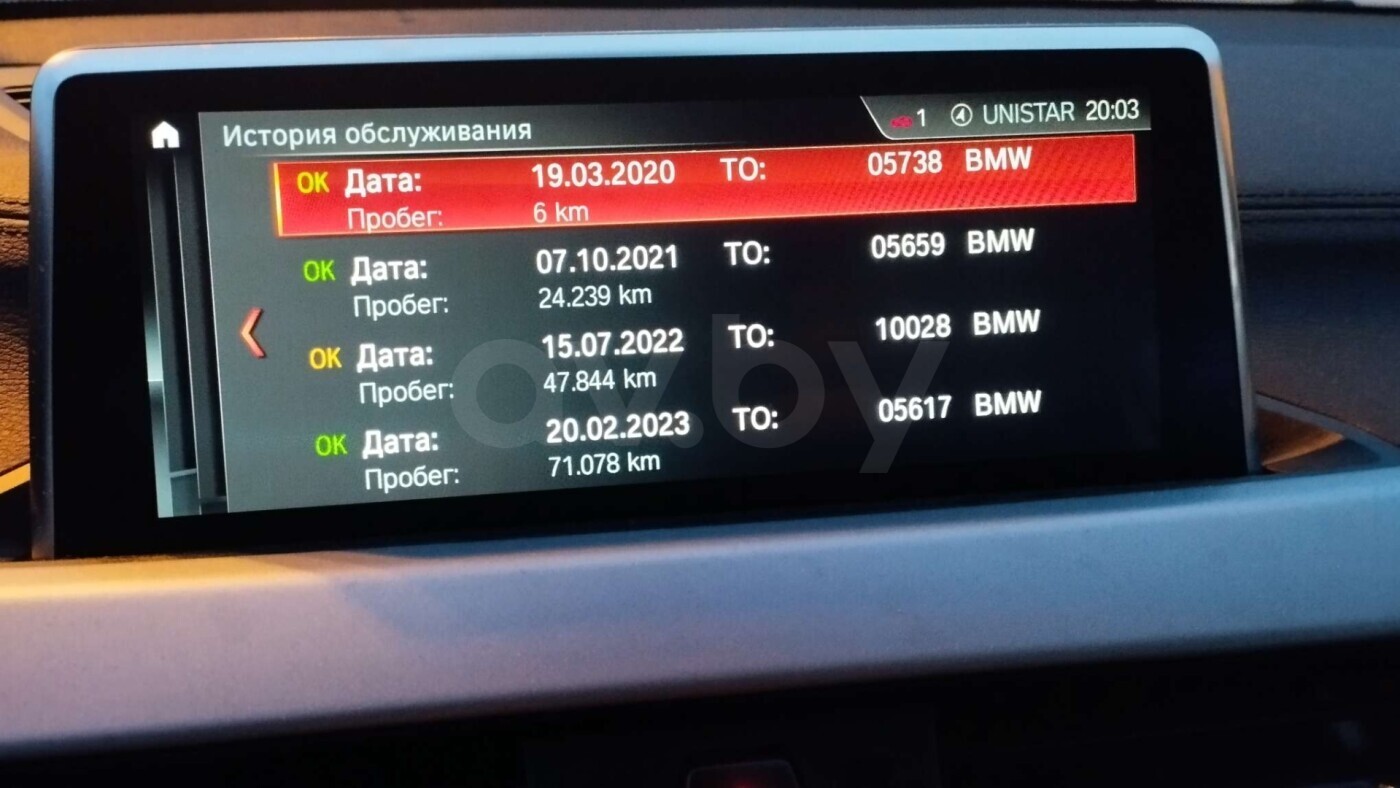 История обслуживания
1 UNISTAR 20:03
OK Дата: 19.03.2020 ТО: 05738 BMW
Пробег: 6 km
OK Дата: 07.10.2021 ТО: 05659 BMW
Пробег: 24.239 km
OK Дата: 15.07.2022 ТО: 10028 BMW
Пробег: 47.844 km
OK Дата: 20.02.2023 ТО: 05617 BMW
Пробег: 71.078 km
av.by